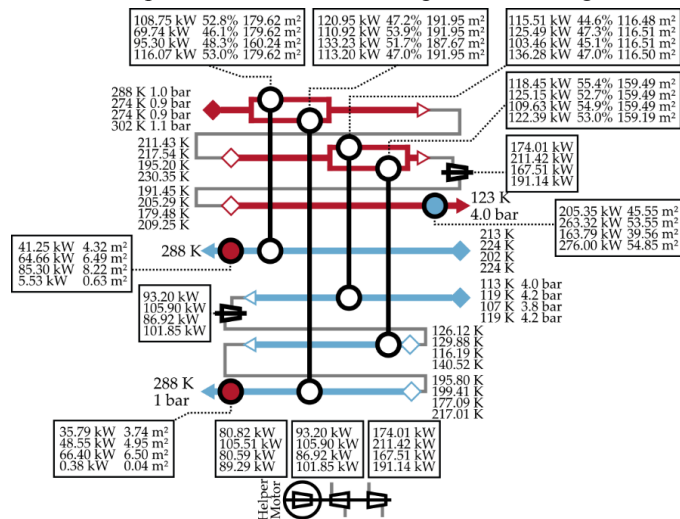 108.75 kW 52.8% 179.62 m²
69.74 kW 46.1% 179.62 m²
95.30 kW 48.3% 160.24 m²
116.07 kW 53.0% 179.62 m²
120.95 kW 47.2% 191.95 m²
110.92 kW 53.9% 191.95 m²
133.23 kW 51.7% 187.67 m²
113.20 kW 47.0% 191.95 m²
115.51 kW 44.6% 116.48 m²
125.49 kW 47.3% 116.51 m²
103.46 kW 45.1% 116.51 m²
136.28 kW 47.0% 116.50 m²
118.45 kW 55.4% 159.49 m²
125.15 kW 52.7% 159.49 m²
109.63 kW 54.9% 159.49 m²
122.39 kW 53.0% 159.19 m²
288 K 1.0 bar
274 K 0.9 bar
274 K 0.9 bar
302 K 1.1 bar
211.43 K
217.54 K
195.20 K
230.35 K
174.01 kW
211.42 kW
167.51 kW
191.14 kW
191.45 K
205.29 K
179.48 K
209.25 K
123 K
4.0 bar
205.35 kW 45.55 m²
263.32 kW 53.55 m²
163.79 kW 39.56 m²
276.00 kW 54.85 m²
41.25 kW 4.32 m²
64.66 kW 6.49 m²
85.30 kW 8.22 m²
5.53 kW 0.63 m²
288 K
213 K
224 K
202 K
224 K
93.20 kW
105.90 kW
86.92 kW
101.85 kW
113 K 4.0 bar
119 K 4.2 bar
107 K 3.8 bar
119 K 4.2 bar
126.12 K
129.88 K
116.19 K
140.52 K
288 K
1 bar
195.80 K
199.41 K
177.09 K
217.01 K
35.79 kW 3.74 m²
48.55 kW 4.95 m²
66.40 kW 6.50 m²
0.38 kW 0.04 m²
80.82 kW
105.51 kW
80.59 kW
89.29 kW
93.20 kW
105.90 kW
86.92 kW
101.85 kW
174.01 kW
211.42 kW
167.51 kW
191.14 kW
Helper
Motor